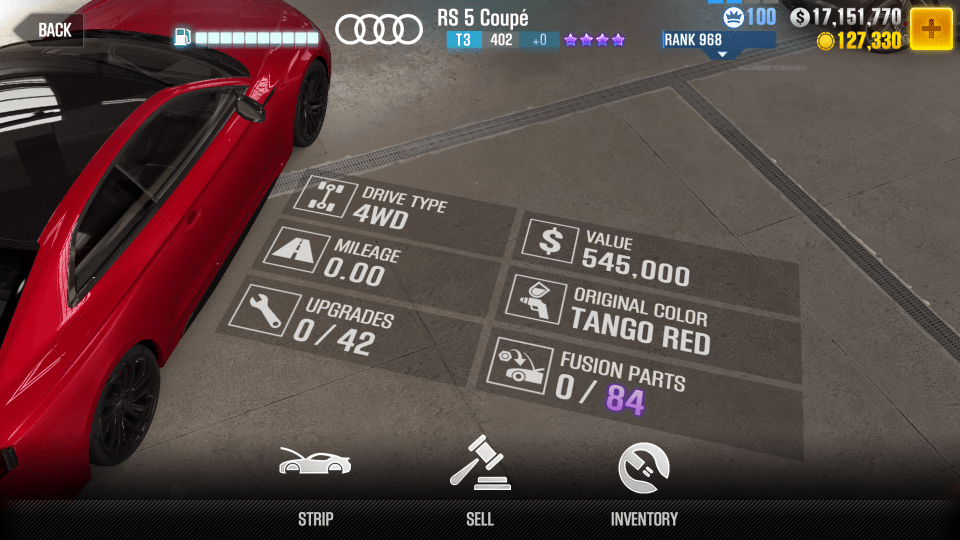 BACK
RS 5 Coupé
T3 402 +0
RANK 968
100
17,151,770
127,330
DRIVE TYPE
4WD
MILEAGE
0.00
UPGRADES
0 / 42
VALUE
545,000
ORIGINAL COLOR
TANGO RED
FUSION PARTS
0 / 84
STRIP
SELL
INVENTORY